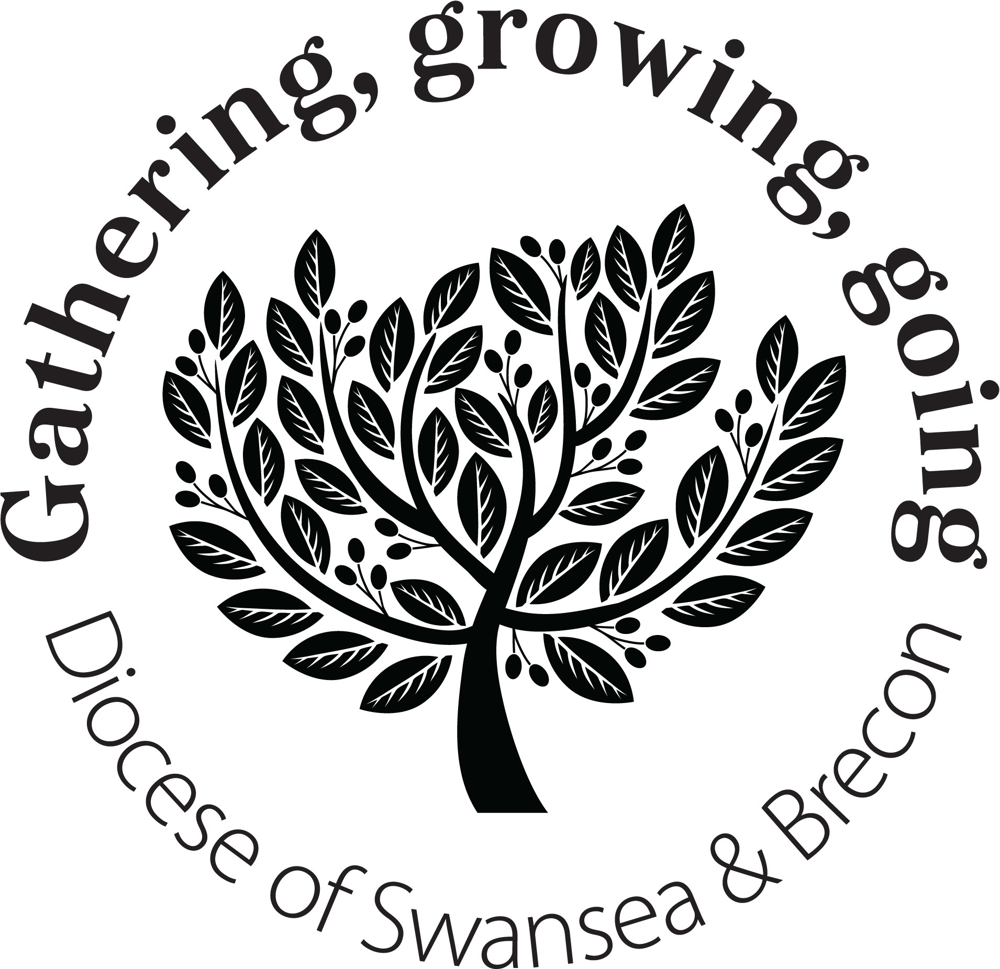 Gathering, growing, going
Diocese of Swansea & Brecon